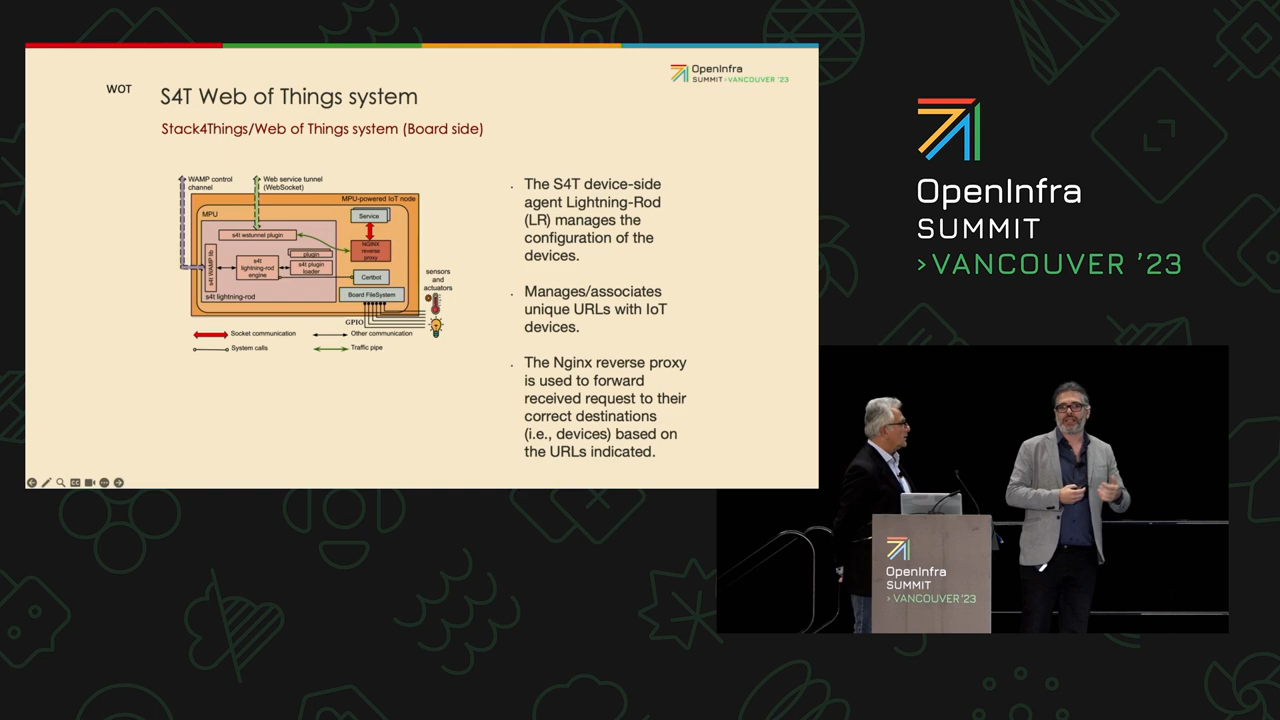 WOT
S4T Web of Things system
OpenInfra
SUMMIT >VANCOUVER '23
Stack4Things/Web of Things system (Board side)
WAMP control
channel
Web service tunnel
(WebSocket)
MPU-powered IoT node
MPU
Service
s4t wstunnel plugin
NGINX
reverse
proxy
s4t WAMP lib
s4t
lightning-rod
engine
plugin
s4t plugin
loader
Certbot
s4t lightning-rod
Board FileSystem
sensors
and
actuators
GPIO
Socket communication
Other communication
System calls
Traffic pipe
. The S4T device-side
agent Lightning-Rod
(LR) manages the
configuration of the
devices.
. Manages/associates
unique URLs with IoT
devices.
. The Nginx reverse proxy
is used to forward
received request to their
correct destinations
(i.e., devices) based on
the URLs indicated.
CC
OpenInfra
SUMMIT
>VANCOUVER '23
OpenInfra
SUMMIT
>VANCOUVER '23